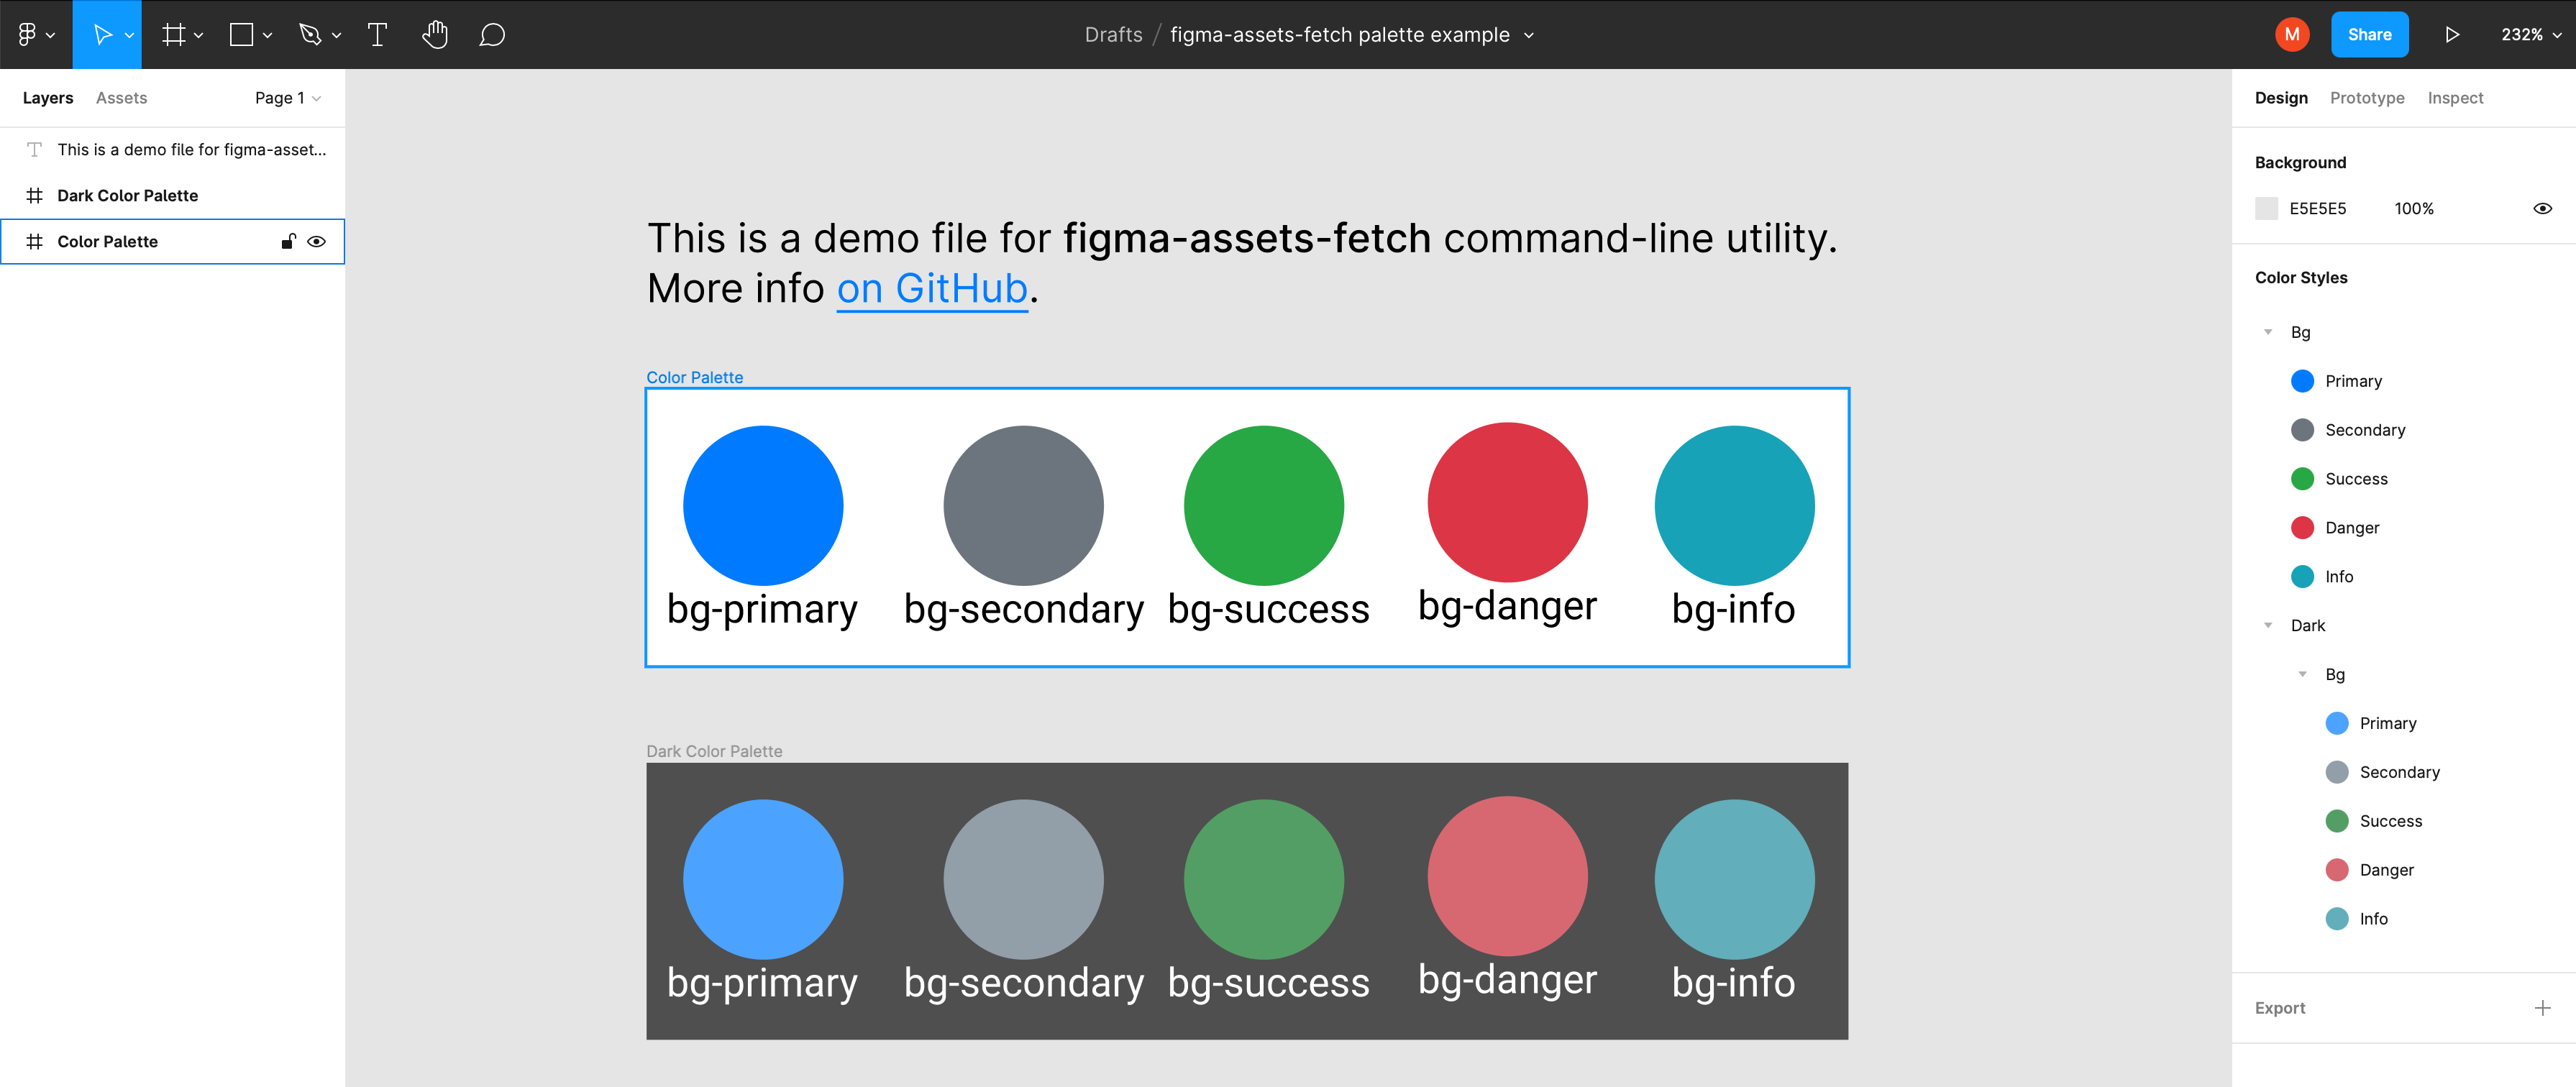 Drafts / figma-assets-fetch palette example
M
Share
232%
Layers
Assets
Page 1
This is a demo file for figma-asset...
Dark Color Palette
Color Palette
This is a demo file for figma-assets-fetch command-line utility.
More info on GitHub.
Color Palette
bg-primary
bg-secondary
bg-success
bg-danger
bg-info
Dark Color Palette
bg-primary
bg-secondary
bg-success
bg-danger
bg-info
Design
Prototype
Inspect
Background
E5E5E5
100%
Color Styles
Bg
Primary
Secondary
Success
Danger
Info
Dark
Bg
Primary
Secondary
Success
Danger
Info
Export